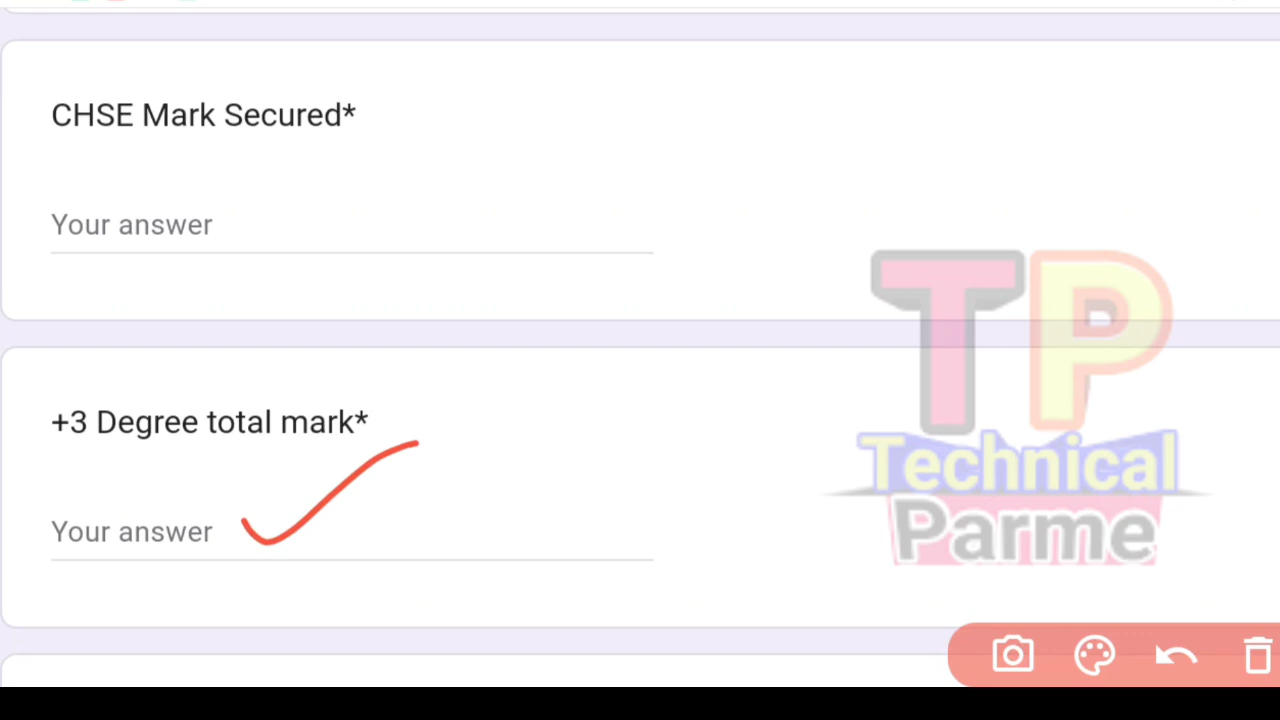 CHSE Mark Secured*
Your answer
+3 Degree total mark*
Your answer
TP
Technical
Parme